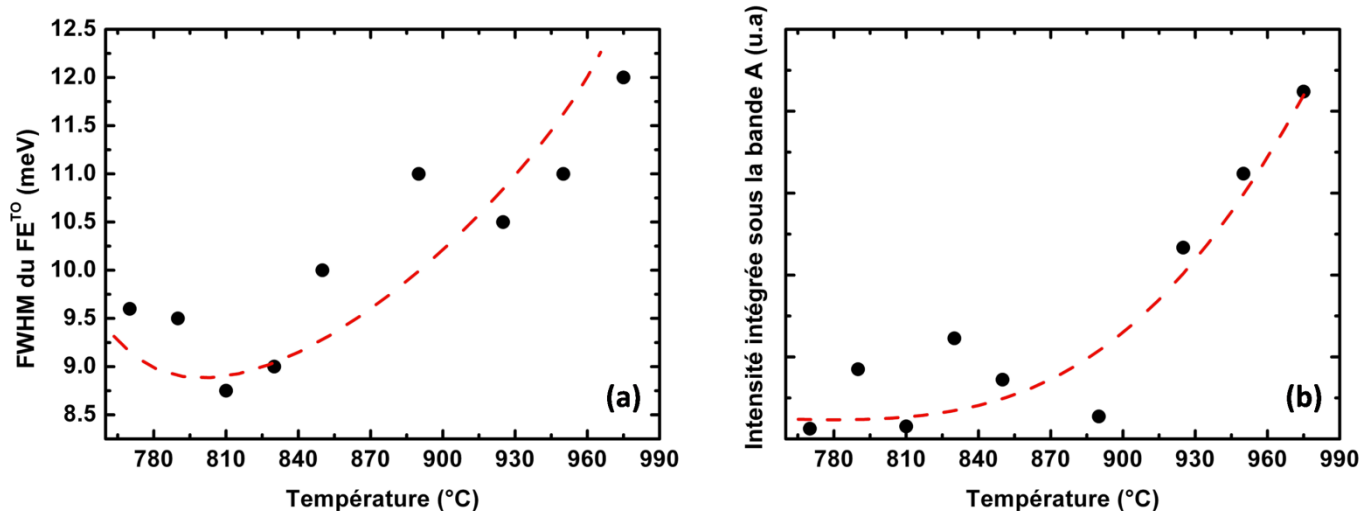 FWHM du FE^TO (meV)
12.5
12.0
11.5
11.0
10.5
10.0
9.5
9.0
8.5
(a)
780 810 840 870 900 930 960 990
Température (°C)
Intensité intégrée sous la bande A (u.a)
(b)
780 810 840 870 900 930 960 990
Température (°C)